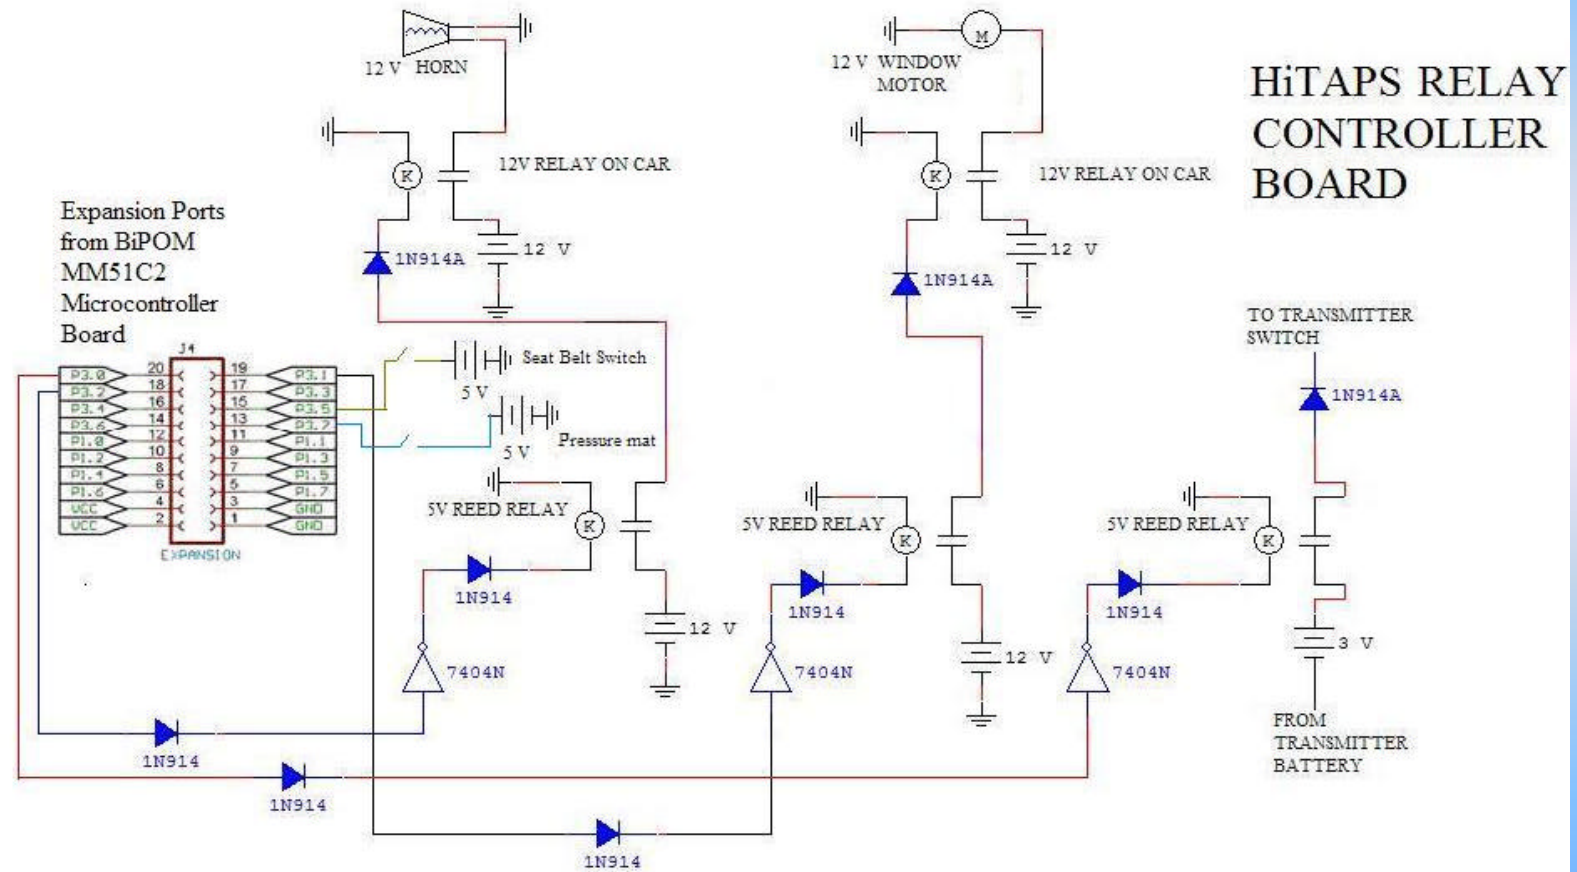 HiTAPS RELAY
CONTROLLER
BOARD
12 V HORN
12 V WINDOW
MOTOR
K
12V RELAY ON CAR
12 V
1N914A
M
K
12V RELAY ON CAR
12 V
1N914A
Expansion Ports
from BiPOM
MM51C2
Microcontroller
Board
J4
P3.0 20 19 P3.1
P3.2 18 17 P3.3
P3.4 16 15 P3.5
P3.6 14 13 P3.7
P1.0 12 11 P1.1
P1.2 10 9 P1.3
P1.4 8 7 P1.5
P1.6 6 5 P1.7
VCC 4 3 GND
VCC 2 1 GND
EXPANSION
Seat Belt Switch
5 V
Pressure mat
5 V
TO TRANSMITTER
SWITCH
1N914A
5V REED RELAY
K
1N914
12 V
7404N
5V REED RELAY
K
1N914
12 V
7404N
5V REED RELAY
K
1N914
3 V
7404N
FROM
TRANSMITTER
BATTERY
1N914
1N914
1N914